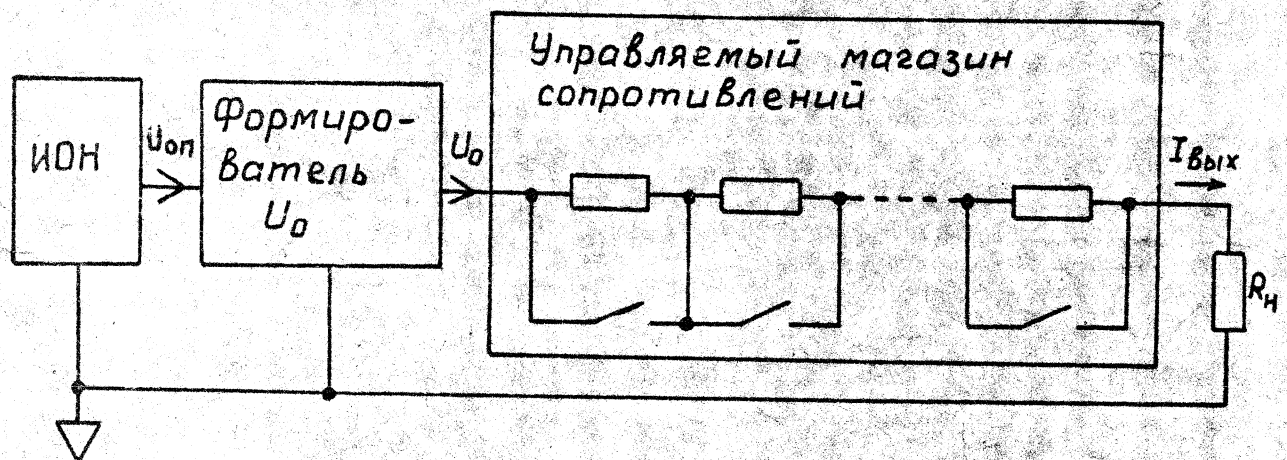 Управляемый магазин
сопротивлений
ИОН
Uоп
Формиро-
ватель
U₀
U₀
Iвых
Rн